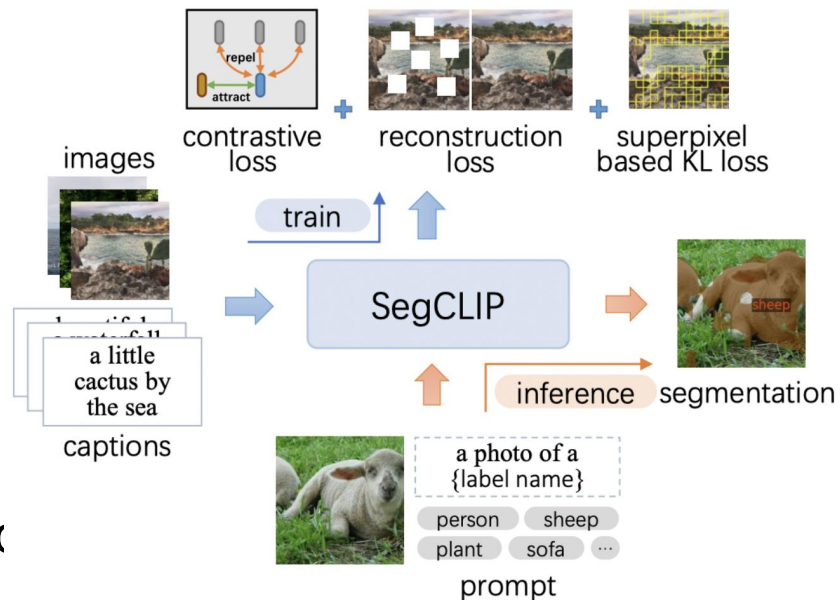 repel
attract
contrastive
loss
reconstruction
loss
superpixel
based KL loss
images
train
SegCLIP
sheep
a little
cactus by
the sea
captions
inference
segmentation
a photo of a
{label name}
person
sheep
plant
sofa
...
prompt